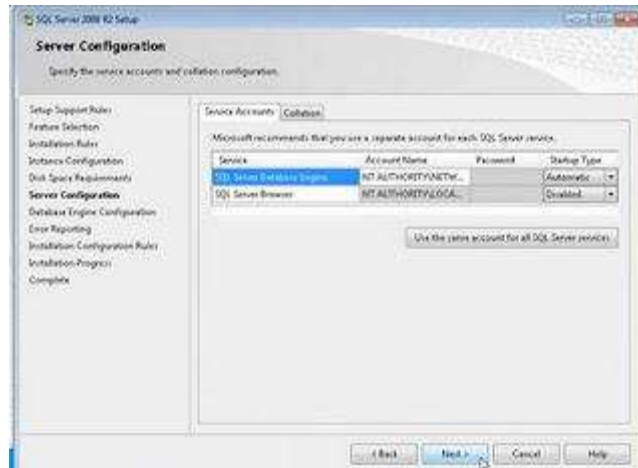 SQL Server 2008 R2 Setup
Server Configuration
Specify the service accounts and collation configuration.
Setup Support Rules
Feature Selection
Installation Rules
Instance Configuration
Disk Space Requirements
Server Configuration
Database Engine Configuration
Error Reporting
Installation Configuration Rules
Installation Progress
Complete
Service Accounts Collation
Microsoft recommends that you use a separate account for each SQL Server service.
Service Account Name Password Startup Type
SQL Server Database Engine NT AUTHORITY\NETW... Automatic
SQL Server Browser NT AUTHORITY\LOCA... Disabled
Use the same account for all SQL Server services
< Back Next > Cancel Help